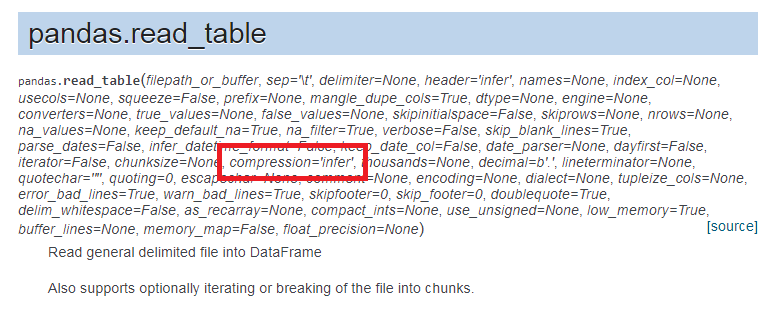 pandas.read_table
pandas.read_table(filepath_or_buffer, sep='\t', delimiter=None, header='infer', names=None, index_col=None,
usecols=None, squeeze=False, prefix=None, mangle_dupe_cols=True, dtype=None, engine=None,
converters=None, true_values=None, false_values=None, skipinitialspace=False, skiprows=None, nrows=None,
na_values=None, keep_default_na=True, na_filter=True, verbose=False, skip_blank_lines=True,
parse_dates=False, infer_datetime_format=False, keep_date_col=False, date_parser=None, dayfirst=False,
iterator=False, chunksize=None, compression='infer', thousands=None, decimal=b'.', lineterminator=None,
quotechar='"', quoting=0, escapechar=None, comment=None, encoding=None, dialect=None, tupleize_cols=None,
error_bad_lines=True, warn_bad_lines=True, skipfooter=0, skip_footer=0, doublequote=True,
delim_whitespace=False, as_recarray=None, compact_ints=None, use_unsigned=None, low_memory=True,
buffer_lines=None, memory_map=False, float_precision=None) [source]
Read general delimited file into DataFrame
Also supports optionally iterating or breaking of the file into chunks.